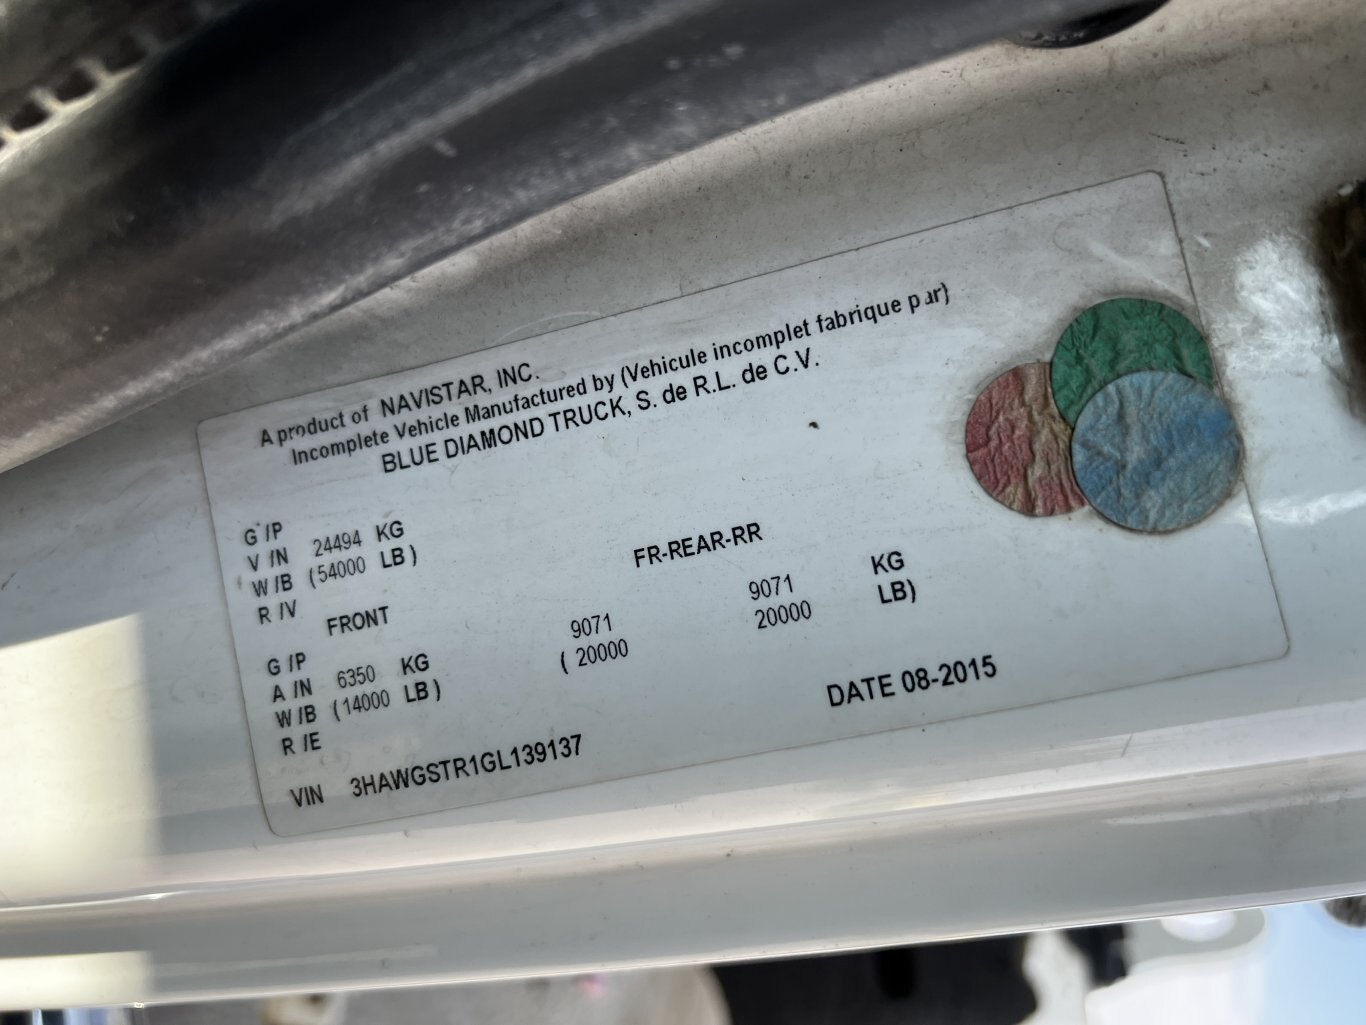 A product of NAVISTAR, INC.
Incomplete Vehicle Manufactured by (Vehicule incomplet fabrique par)
BLUE DIAMOND TRUCK, S. de R.L. de C.V.
G /P
V /N 24494 KG
W/B (54000 LB)
R /V
FRONT FR-REAR-RR
G /P
A /N 6350 KG 9071 9071 KG
W/B (14000 LB) (20000 20000 LB)
R /E
VIN 3HAWGSTR1GL139137 DATE 08-2015